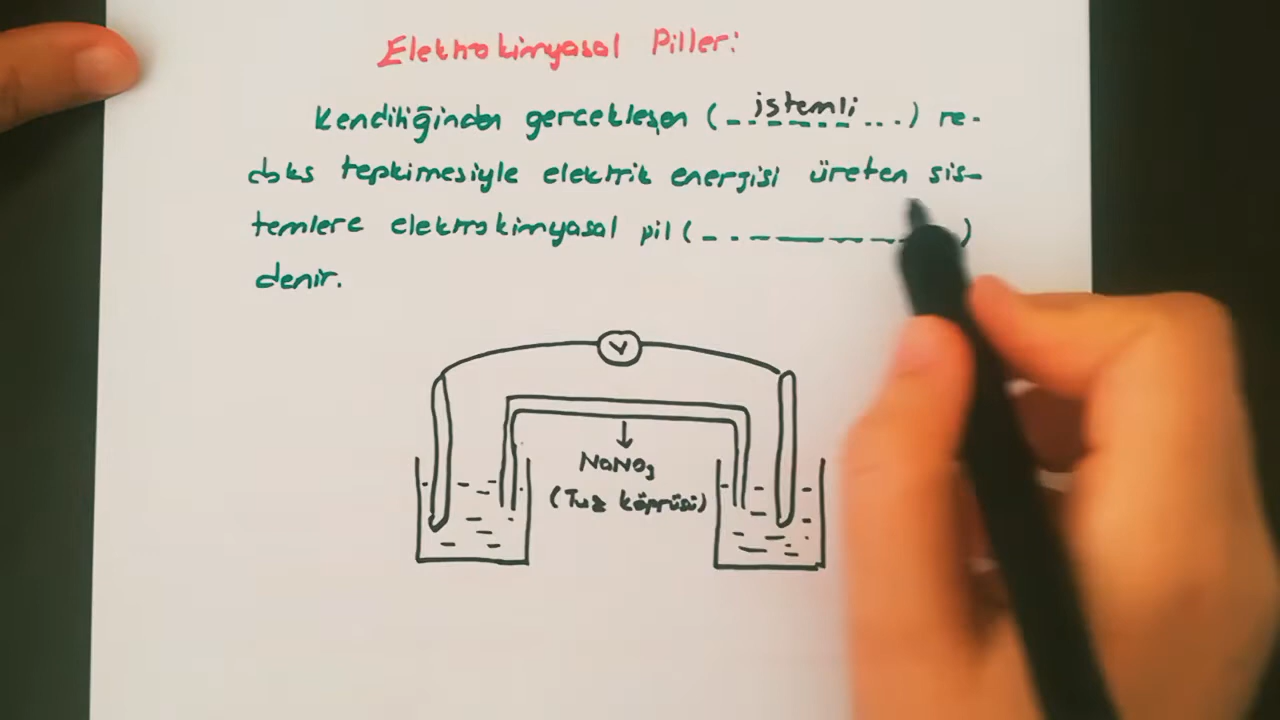 Elektrokimyasal Piller:
Kendiliğinden gerçekleşen (istemli) re-
doks tepkimesiyle elektrik enerjisi üreten sis-
temlere elektrokimyasal pil (_ _ _ _ _ _)
denir.
V
NaNO3
(Tuz köprüsü)